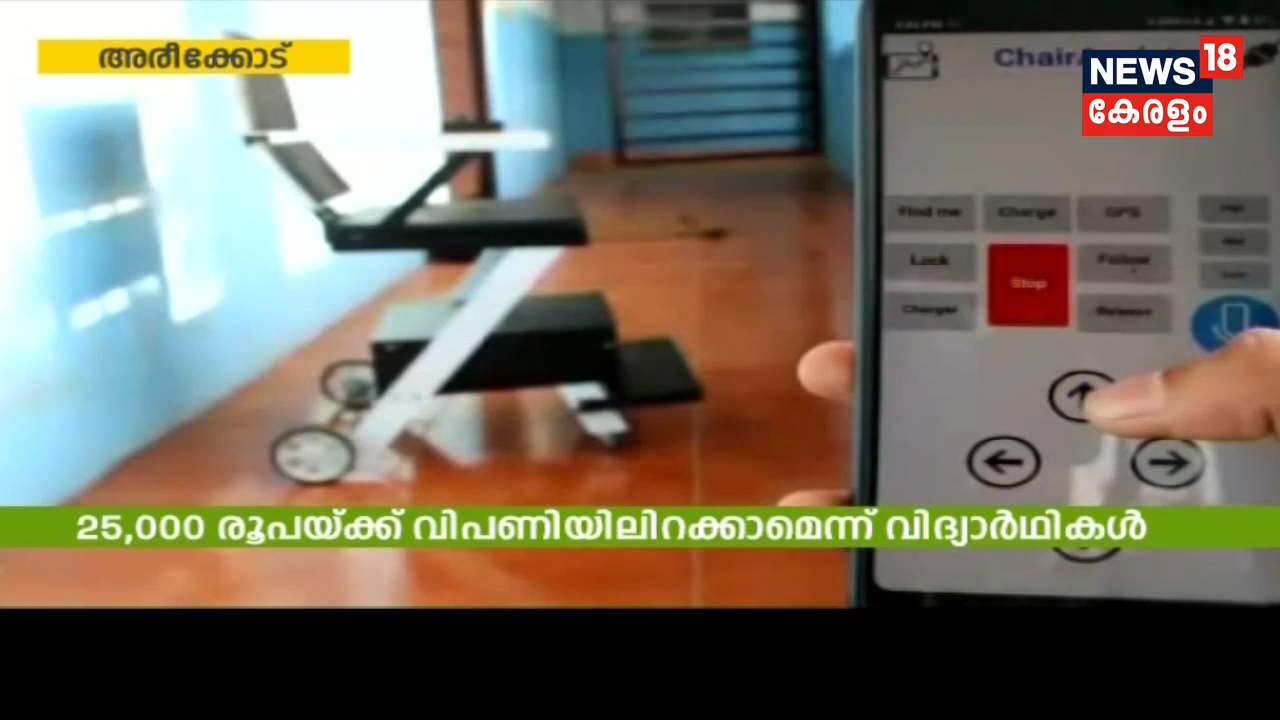 അരീക്കോട്
NEWS 18
കേരളം
Find me Charge GPS
Lock Stop Follow
Charger Release
25,000 രൂപയ്ക്ക് വിപണിയിലിറക്കാമെന്ന് വിദ്യാർഥികൾ